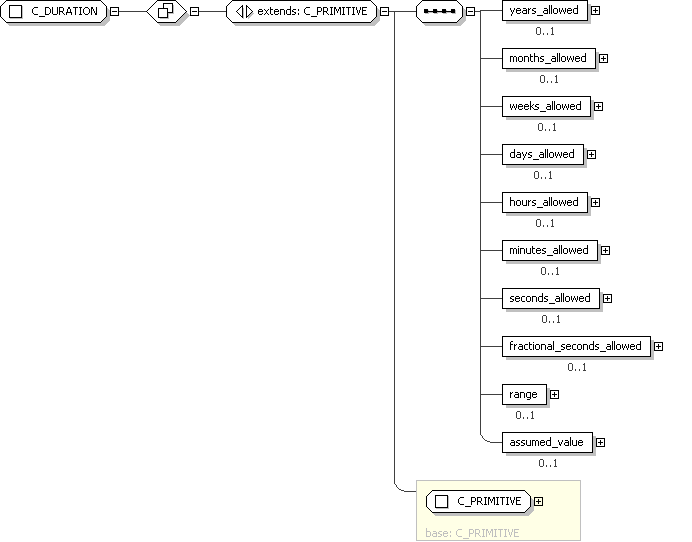 C_DURATION
extends: C_PRIMITIVE
years_allowed
0..1
months_allowed
0..1
weeks_allowed
0..1
days_allowed
0..1
hours_allowed
0..1
minutes_allowed
0..1
seconds_allowed
0..1
fractional_seconds_allowed
0..1
range
0..1
assumed_value
0..1
C_PRIMITIVE
base: C_PRIMITIVE